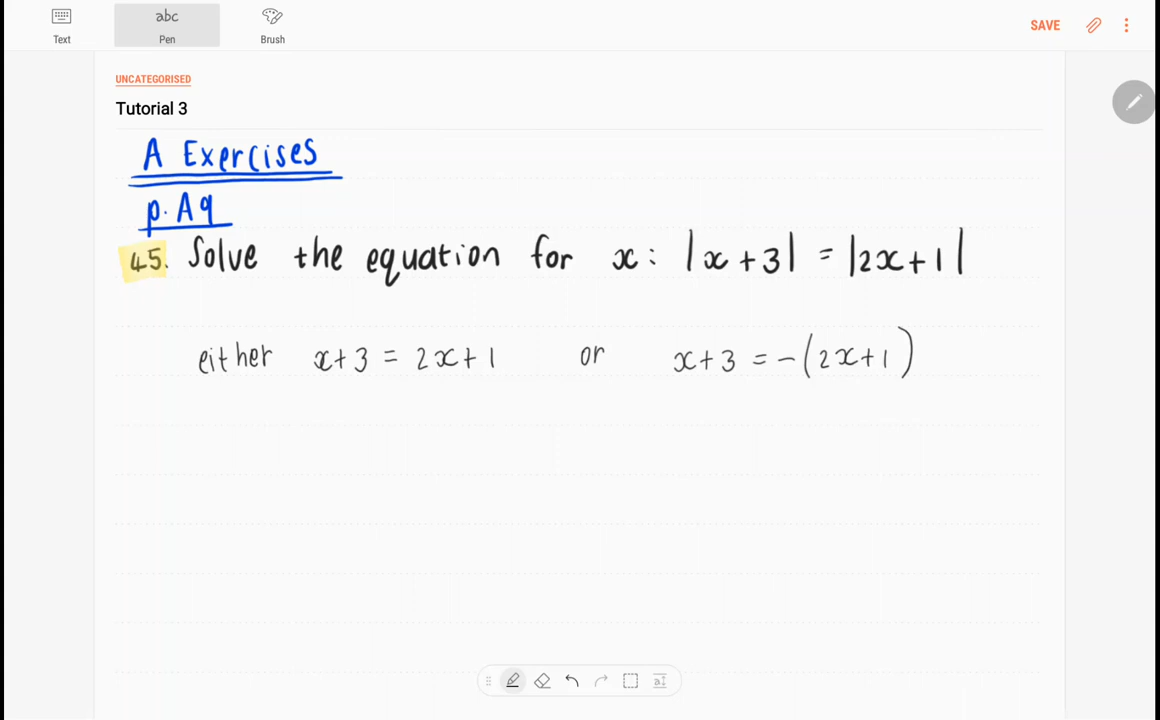 Text
abc
Pen
Brush
SAVE
UNCATEGORISED
Tutorial 3
A Exercises
p. A9
45. Solve the equation for x: |x+3| = |2x+1|
either x+3 = 2x+1 or x+3 = -(2x+1)